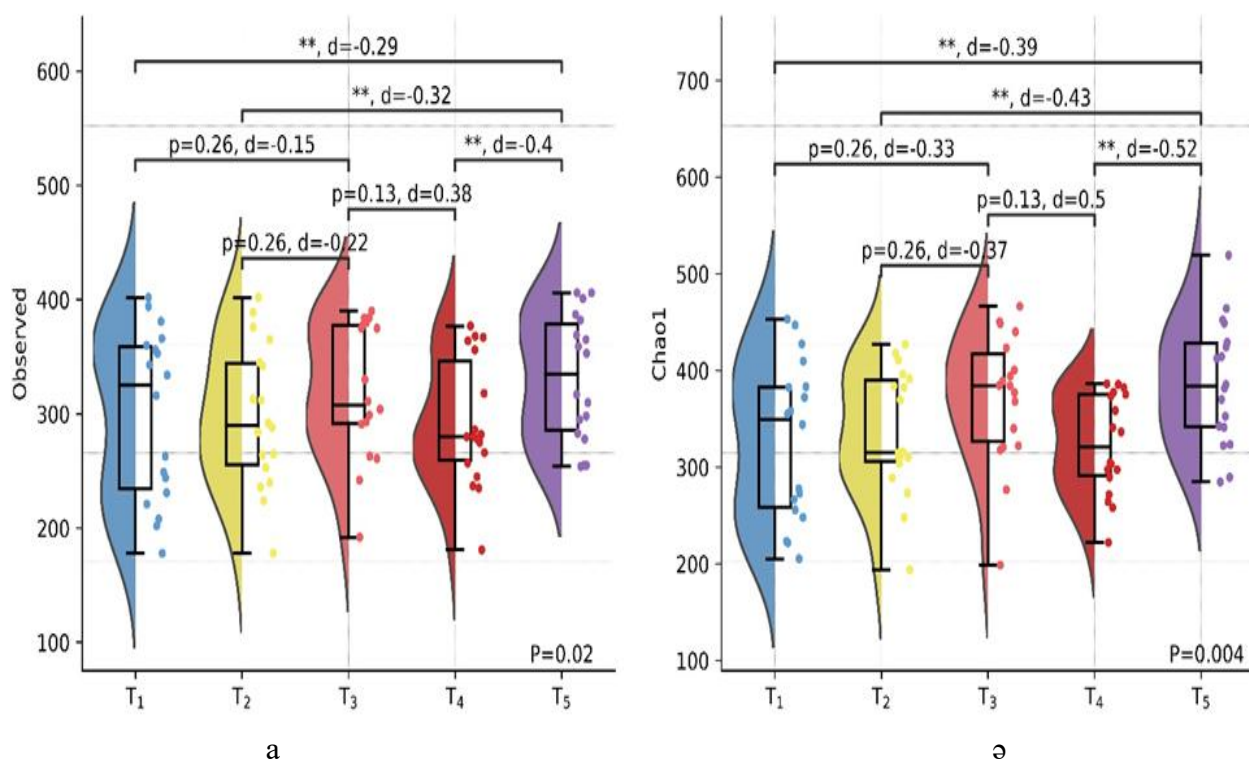 **, d=-0.29
600
**, d=-0.32
p=0.26, d=-0.15
**, d=-0.4
500
p=0.13, d=0.38
p=0.26, d=-0.22
400
Observed
300
200
100
P=0.02
T₁ T₂ T₃ T₄ T₅
a
**, d=-0.39
700
**, d=-0.43
p=0.26, d=-0.33
**, d=-0.52
600
p=0.13, d=0.5
p=0.26, d=-0.37
500
400
Chao1
300
200
100
P=0.004
T₁ T₂ T₃ T₄ T₅
ə